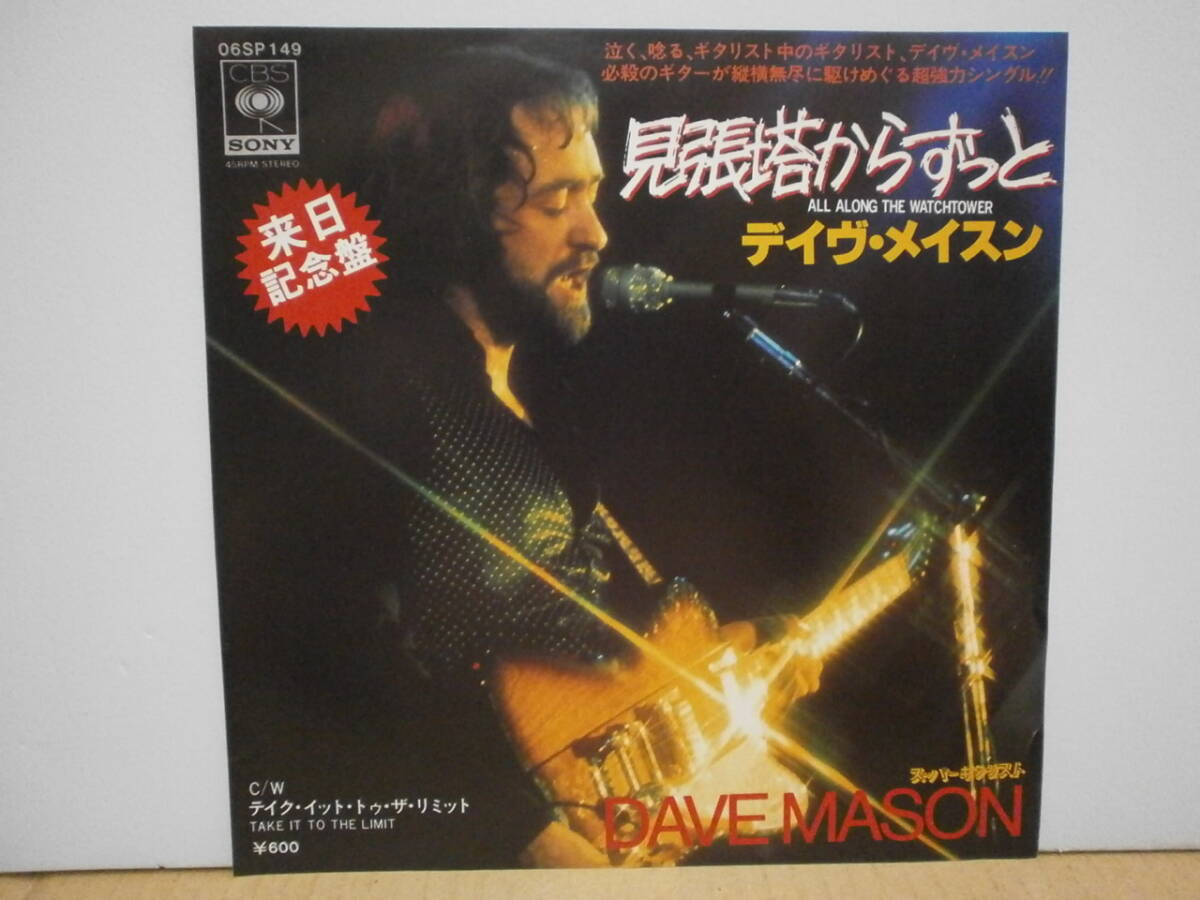 06SP 149
CBS
SONY
45RPM STEREO
泣く、唸る、ギタリスト中のギタリスト、デイヴ・メイスン
必殺のギターが縦横無尽に駆けめぐる超強力シングル!!
見張塔からずっと
ALL ALONG THE WATCHTOWER
デイヴ・メイスン
来日
記念盤
スーパーギタリスト
DAVE MASON
C/W
テイク・イット・トゥ・ザ・リミット
TAKE IT TO THE LIMIT
¥600